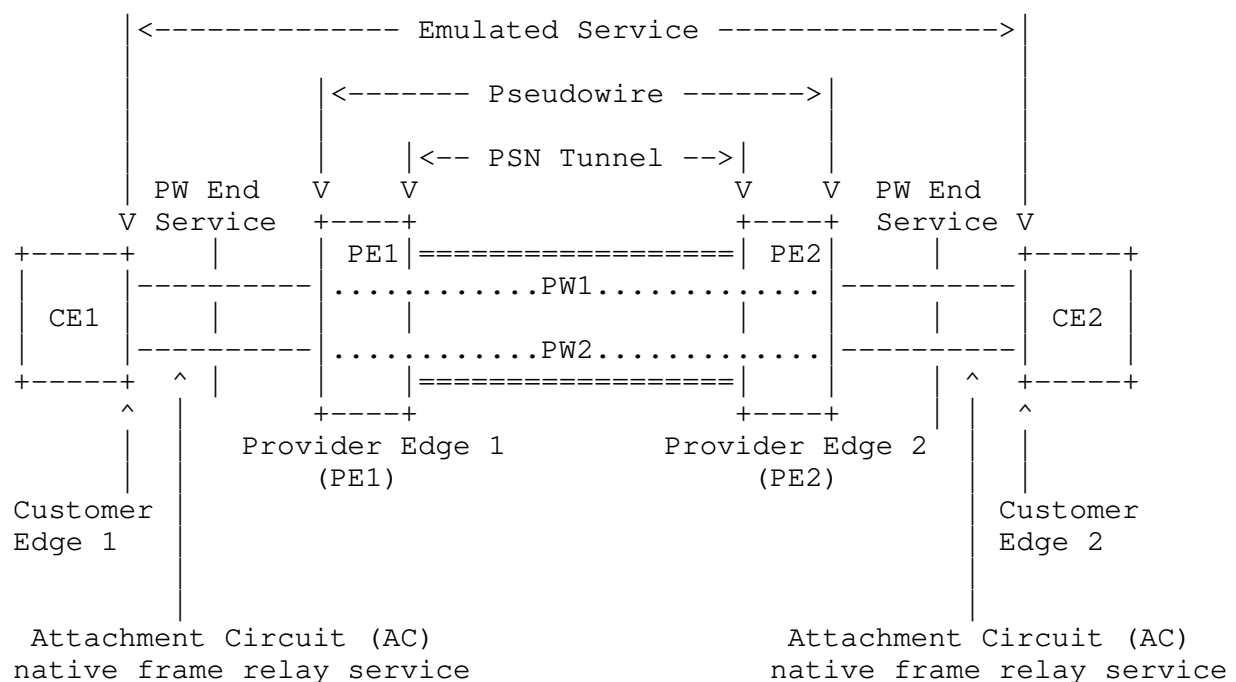 |<-------------- Emulated Service ---------------->|
|<------- Pseudowire ------->|
|<-- PSN Tunnel -->|
PW End V V V V PW End
V Service +----+ +----+ Service V
+-----+ | | PE1|==================| PE2| | +-----+
| |----------|............PW1.............|----------| |
| CE1 | | | | | | | | CE2 |
| |----------|............PW2.............|----------| |
+-----+ ^ | | |==================| | | ^ +-----+
^ | +----+ +----+ | | ^
| | Provider Edge 1 Provider Edge 2 | |
| | (PE1) (PE2) | |
Customer | | Customer
Edge 1 | | Edge 2
Attachment Circuit (AC) Attachment Circuit (AC)
native frame relay service native frame relay service